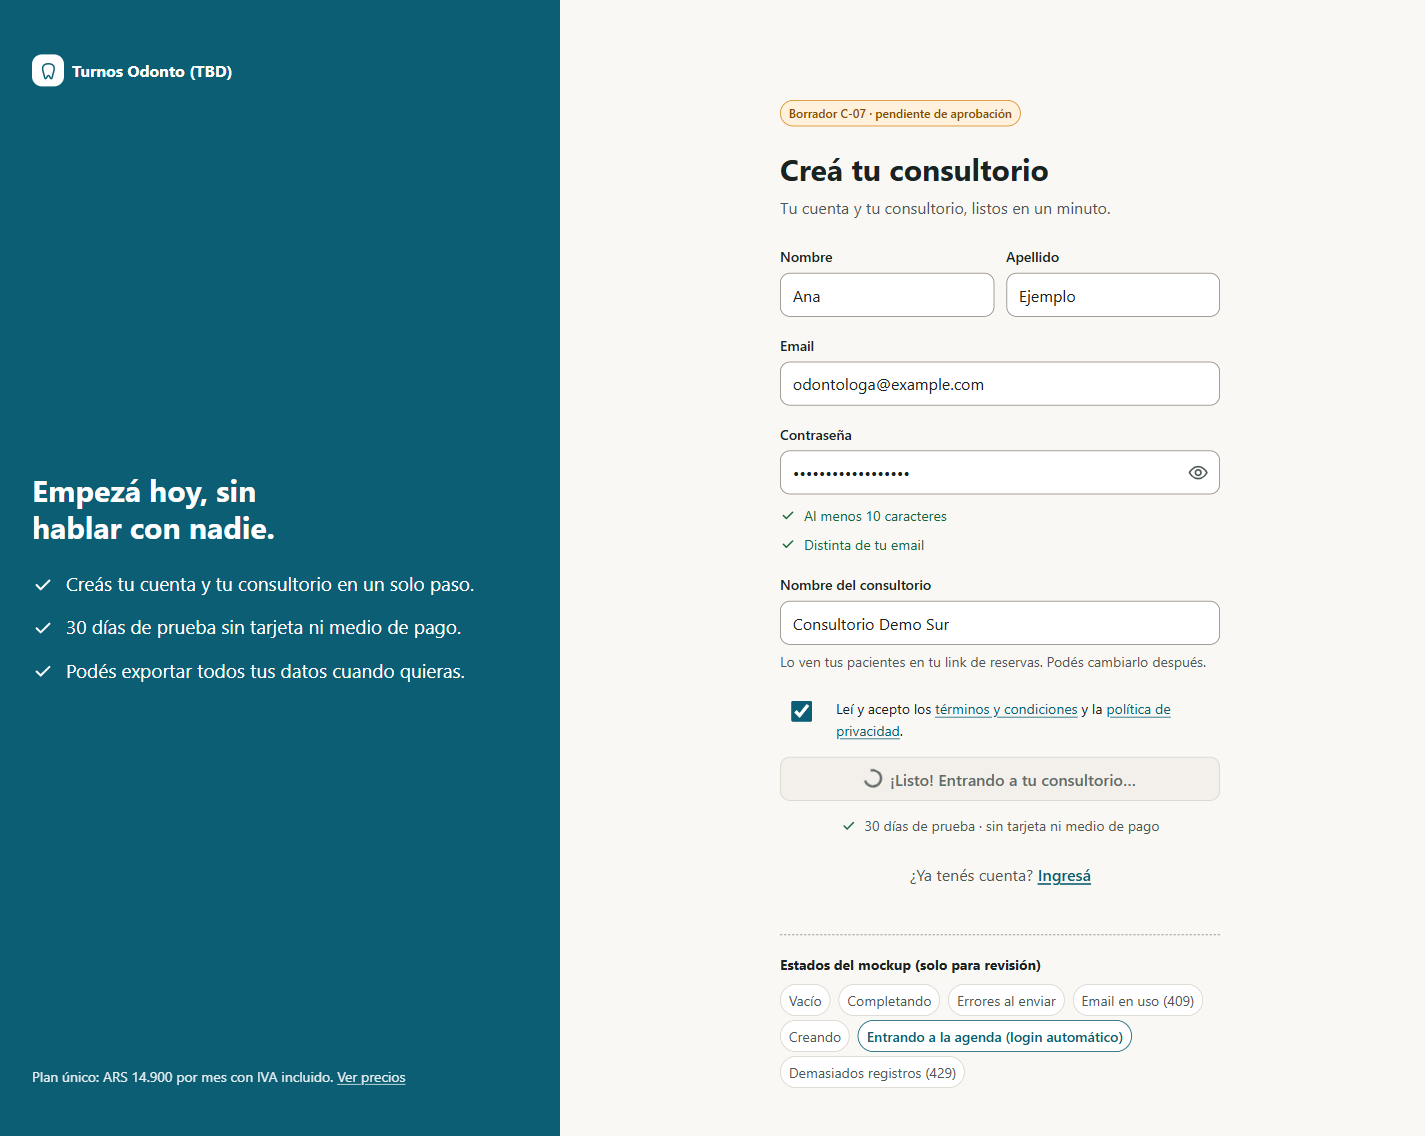 Turnos Odonto (TBD)
Empezá hoy, sin
hablar con nadie.
Creás tu cuenta y tu consultorio en un solo paso.
30 días de prueba sin tarjeta ni medio de pago.
Podés exportar todos tus datos cuando quieras.
Plan único: ARS 14.900 por mes con IVA incluido. Ver precios
Borrador C-07 · pendiente de aprobación
Creá tu consultorio
Tu cuenta y tu consultorio, listos en un minuto.
Nombre Apellido
Ana Ejemplo
Email
odontologa@example.com
Contraseña
••••••••••••••••••
Al menos 10 caracteres
Distinta de tu email
Nombre del consultorio
Consultorio Demo Sur
Lo ven tus pacientes en tu link de reservas. Podés cambiarlo después.
Leí y acepto los términos y condiciones y la política de
privacidad.
¡Listo! Entrando a tu consultorio...
30 días de prueba · sin tarjeta ni medio de pago
¿Ya tenés cuenta? Ingresá
Estados del mockup (solo para revisión)
Vacío Completando Errores al enviar Email en uso (409)
Creando Entrando a la agenda (login automático)
Demasiados registros (429)